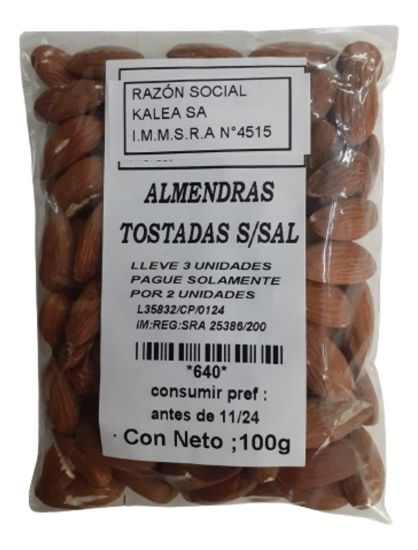 RAZÓN SOCIAL
KALEA SA
I.M.M.S.R.A N°4515
ALMENDRAS
TOSTADAS S/SAL
LLEVE 3 UNIDADES
PAGUE SOLAMENTE
POR 2 UNIDADES
L35832/CP/0124
IM:REG:SRA 25386/200
*640*
consumir pref :
antes de 11/24
Con Neto ;100g